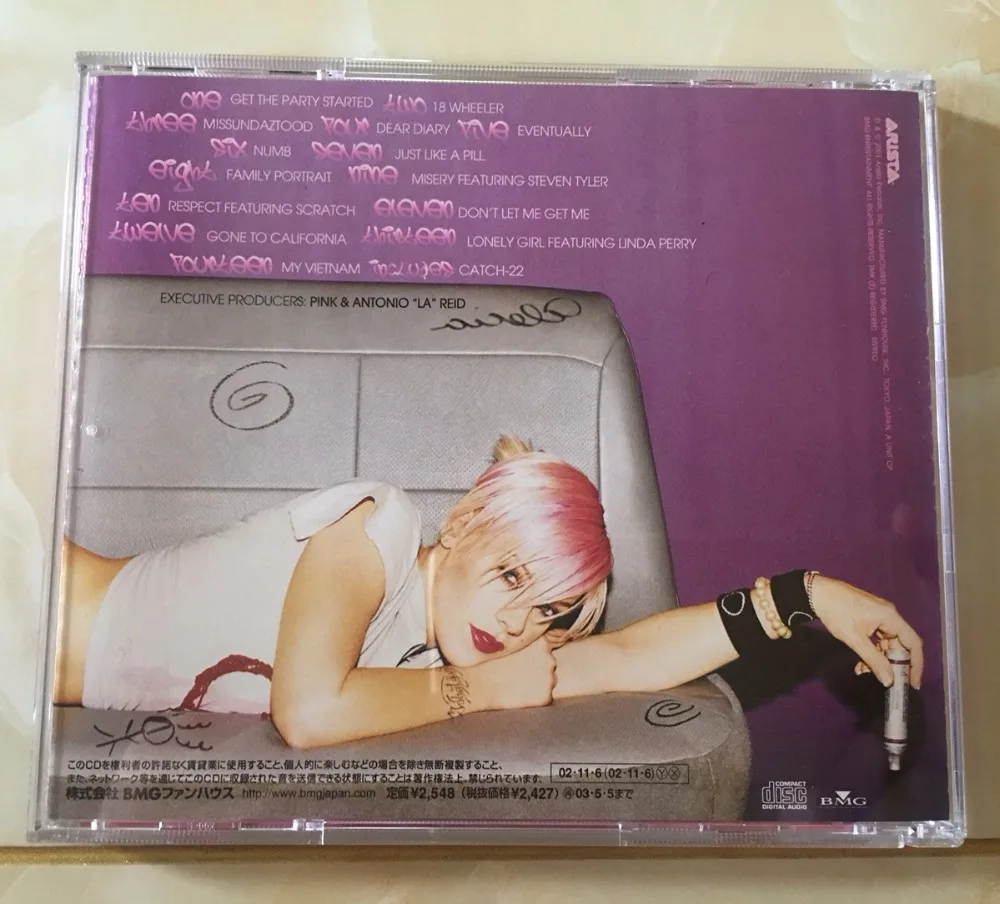 one GET THE PARTY STARTED two 18 WHEELER
three MISSUNDAZTOOD four DEAR DIARY five EVENTUALLY
six NUMB seven JUST LIKE A PILL
eight FAMILY PORTRAIT nine MISERY FEATURING STEVEN TYLER
ten RESPECT FEATURING SCRATCH eleven DON'T LET ME GET ME
twelve GONE TO CALIFORNIA thirteen LONELY GIRL FEATURING LINDA PERRY
fourteen MY VIETNAM includes CATCH-22
EXECUTIVE PRODUCERS: PINK & ANTONIO "LA" REID
ARISTA
このCDを権利者の許諾なく賃貸業に使用すること、個人的に楽しむなどの場合を除き無断複製すること、
また、ネットワーク等を通じてこのCDに収録された音を送信できる状態にすることは著作権法上、禁じられています。
02・11・6 (02・11・6) Ⓨ Ⓧ
株式会社 BMGファンハウス http://www.bmgjapan.com 定価¥2,548 (税抜価格¥2,427) 03・5・5まで
COMPACT
disc
DIGITAL AUDIO
BMG